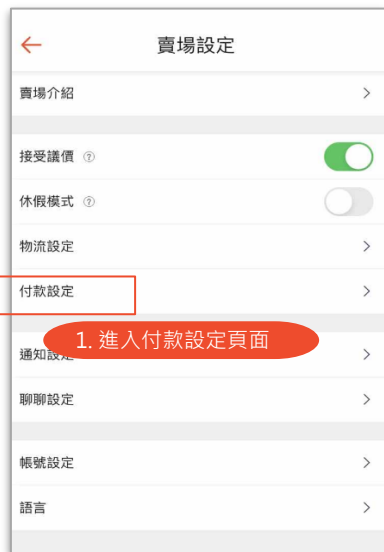 賣場設定
賣場介紹
接受議價
休假模式
物流設定
付款設定
1. 進入付款設定頁面
通知設定
聊聊設定
帳號設定
語言